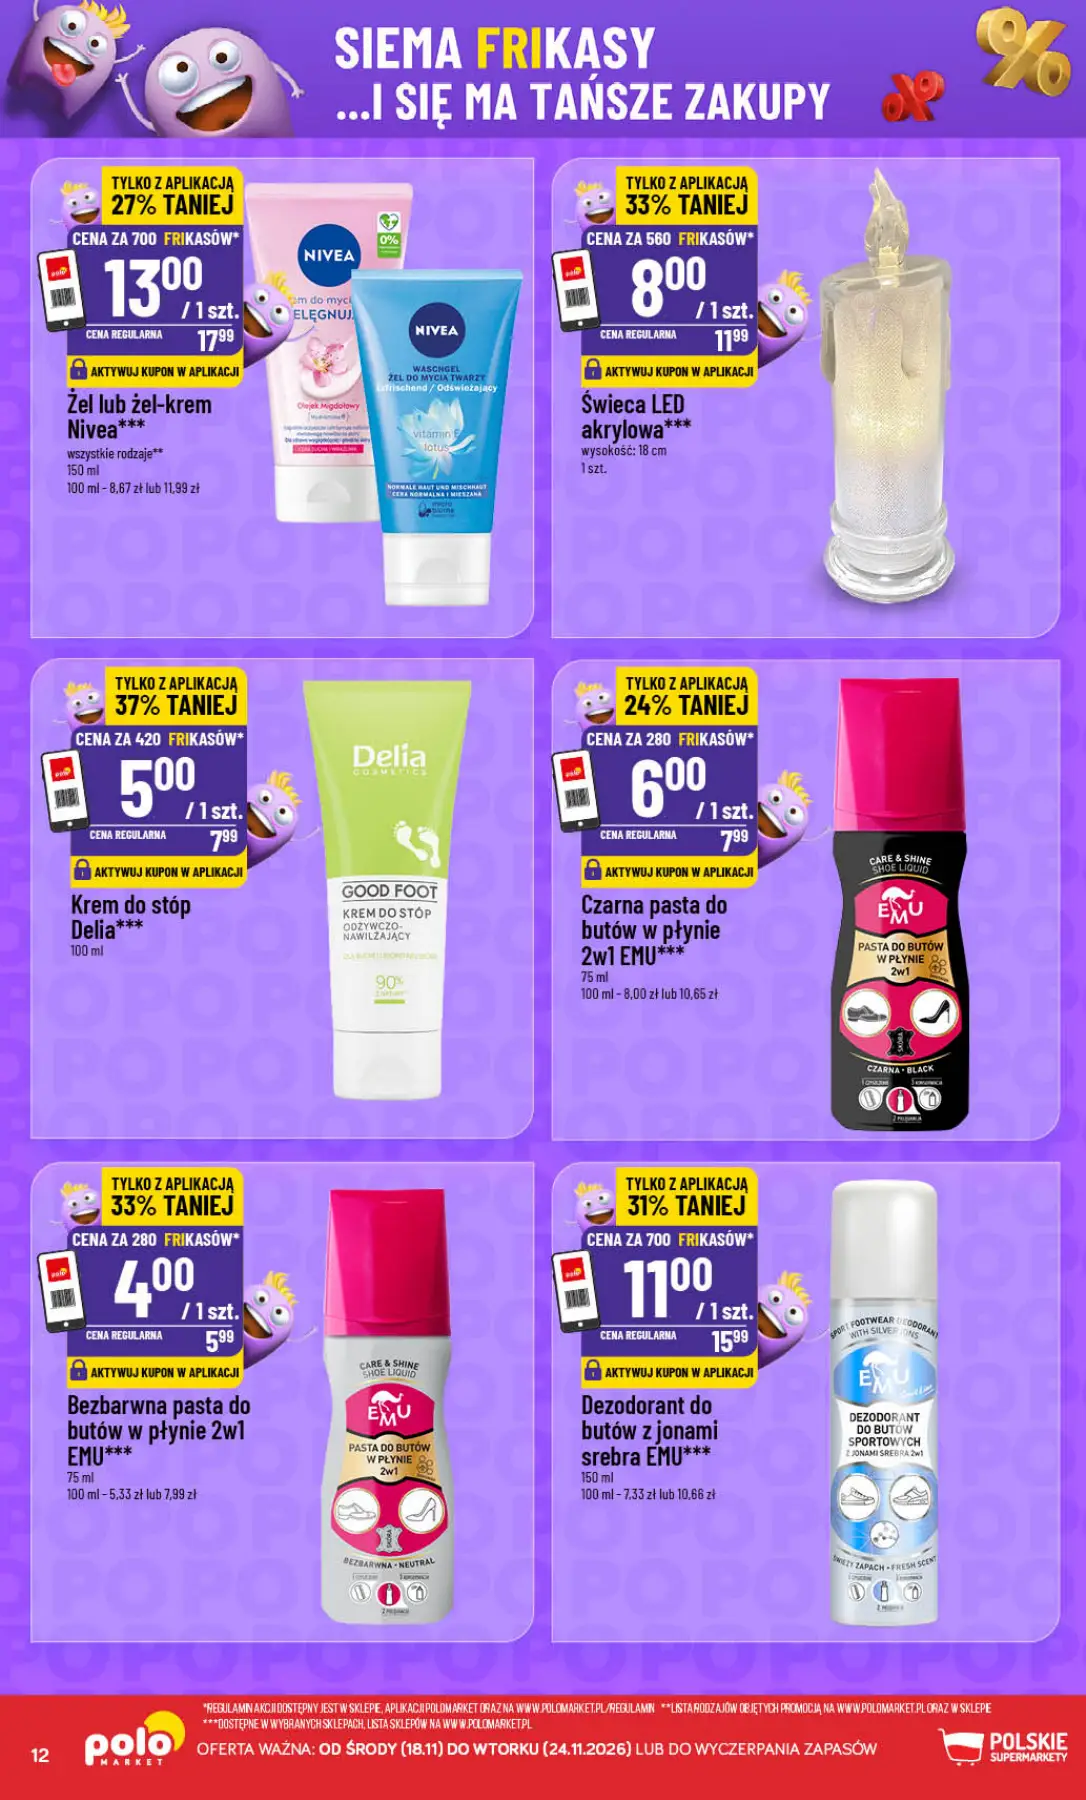 SIEMA FRIKASY
...I SIĘ MA TAŃSZE ZAKUPY
TYLKO Z APLIKACJĄ
27% TANIEJ
CENA ZA 700 FRIKASÓW*
polo
1300
/ 1 szt.
CENA REGULARNA
1799
AKTYWUJ KUPON W APLIKACJI
Żel lub żel-krem
Nivea***
wszystkie rodzaje**
150 ml
100 ml - 8,67 zł lub 11,99 zł
NIVEA
0%
Olejek Migdałowy
NIVEA
WASCHGEL
ŻEL DO MYCIA TWARZY
Erfrischend / Odświeżający
vitamin E
lotus
NORMALE HAUT UND MISCHHAUT
CERA NORMALNA I MIESZANA
TYLKO Z APLIKACJĄ
33% TANIEJ
CENA ZA 560 FRIKASÓW*
polo
800
/ 1 szt.
CENA REGULARNA
1199
AKTYWUJ KUPON W APLIKACJI
Świeca LED
akrylowa***
wysokość: 18 cm
1 szt.
TYLKO Z APLIKACJĄ
37% TANIEJ
CENA ZA 420 FRIKASÓW*
polo
500
/ 1 szt.
CENA REGULARNA
799
AKTYWUJ KUPON W APLIKACJI
Krem do stóp
Delia***
100 ml
Delia
COSMETICS
GOOD FOOT
KREM DO STÓP
ODŻYWCZO-
NAWILŻAJĄCY
90%
TYLKO Z APLIKACJĄ
24% TANIEJ
CENA ZA 280 FRIKASÓW*
polo
600
/ 1 szt.
CENA REGULARNA
799
AKTYWUJ KUPON W APLIKACJI
Czarna pasta do
butów w płynie
2w1 EMU***
75 ml
100 ml - 8,00 zł lub 10,65 zł
CARE & SHINE
SHOE LIQUID
EMU
PASTA DO BUTÓW
W PŁYNIE
2w1
SKÓRA
CZARNA • BLACK
TYLKO Z APLIKACJĄ
33% TANIEJ
CENA ZA 280 FRIKASÓW*
polo
400
/ 1 szt.
CENA REGULARNA
599
AKTYWUJ KUPON W APLIKACJI
Bezbarwna pasta do
butów w płynie 2w1
EMU***
75 ml
100 ml - 5,33 zł lub 7,99 zł
CARE & SHINE
SHOE LIQUID
EMU
PASTA DO BUTÓW
W PŁYNIE
2w1
SKÓRA
BEZBARWNA • NEUTRAL
TYLKO Z APLIKACJĄ
31% TANIEJ
CENA ZA 700 FRIKASÓW*
polo
1100
/ 1 szt.
CENA REGULARNA
1599
AKTYWUJ KUPON W APLIKACJI
Dezodorant do
butów z jonami
srebra EMU***
150 ml
100 ml - 7,33 zł lub 10,66 zł
SPORT FOOTWEAR DEODORANT
WITH SILVER IONS
EMU
DEZODORANT
DO BUTÓW
SPORTOWYCH
Z JONAMI SREBRA 2w1
ŚWIEŻY ZAPACH • FRESH SCENT
*REGULAMIN AKCJI DOSTĘPNY JEST W SKLEPIE, APLIKACJI POLOMARKET ORAZ NA WWW.POLOMARKET.PL/REGULAMIN **LISTA RODZAJÓW OBJĘTYCH PROMOCJĄ NA WWW.POLOMARKET.PL ORAZ W SKLEPIE
***DOSTĘPNE W WYBRANYCH SKLEPACH, LISTA SKLEPÓW NA WWW.POLOMARKET.PL
12
polo
MARKET
OFERTA WAŻNA: OD ŚRODY (18.11) DO WTORKU (24.11.2026) LUB DO WYCZERPANIA ZAPASÓW
POLSKIE
SUPERMARKETY